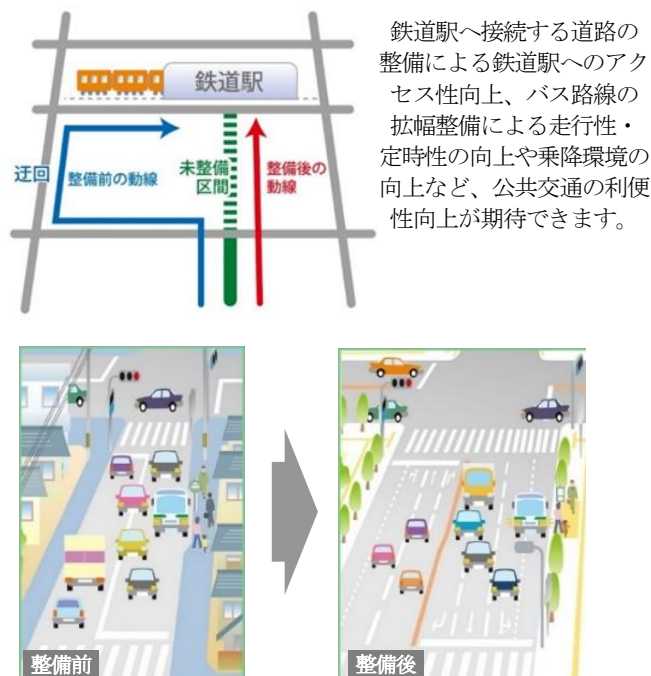 鉄道駅
迂回
整備前の動線
未整備
区間
整備後の
動線
鉄道駅へ接続する道路の
整備による鉄道駅へのアク
セス性向上、バス路線の
拡幅整備による走行性・
定時性の向上や乗降環境の
向上など、公共交通の利便
性向上が期待できます。
整備前
整備後